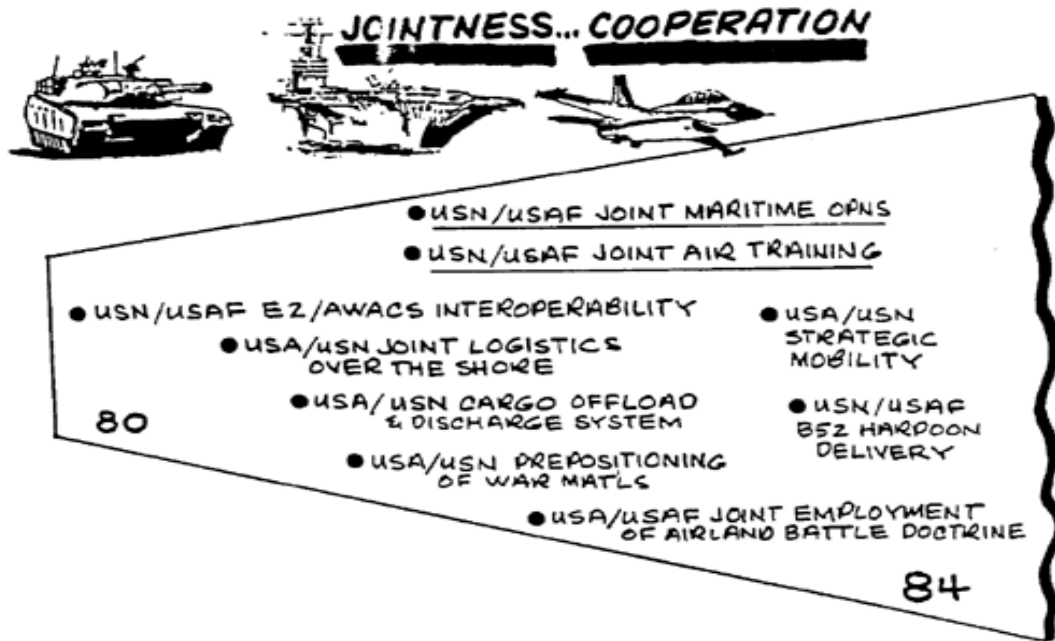 JOINTNESS... COOPERATION
● USN/USAF JOINT MARITIME OPNS
● USN/USAF JOINT AIR TRAINING
● USN/USAF E2/AWACS INTEROPERABILITY
● USA/USN JOINT LOGISTICS
OVER THE SHORE
● USA/USN CARGO OFFLOAD
& DISCHARGE SYSTEM
● USA/USN PREPOSITIONING
OF WAR MATLS
● USA/USAF JOINT EMPLOYMENT
OF AIRLAND BATTLE DOCTRINE
● USA/USN
STRATEGIC
MOBILITY
● USN/USAF
B52 HARPOON
DELIVERY
80
84